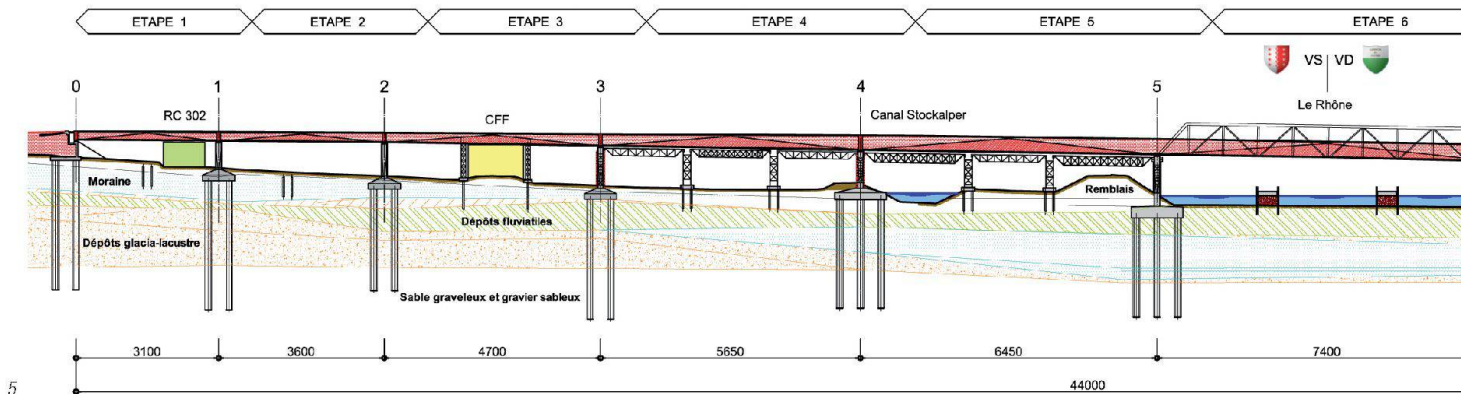 ETAPE 1 ETAPE 2 ETAPE 3 ETAPE 4 ETAPE 5 ETAPE 6
VS VD
0 1 2 3 4 5
RC 302 CFF Canal Stockalper Le Rhône
Moraine
Remblais
Dépôts fluviatiles
Dépôts glacia-lacustre
Sable graveleux et gravier sableux
3100 3600 4700 5650 6450 7400
44000
5